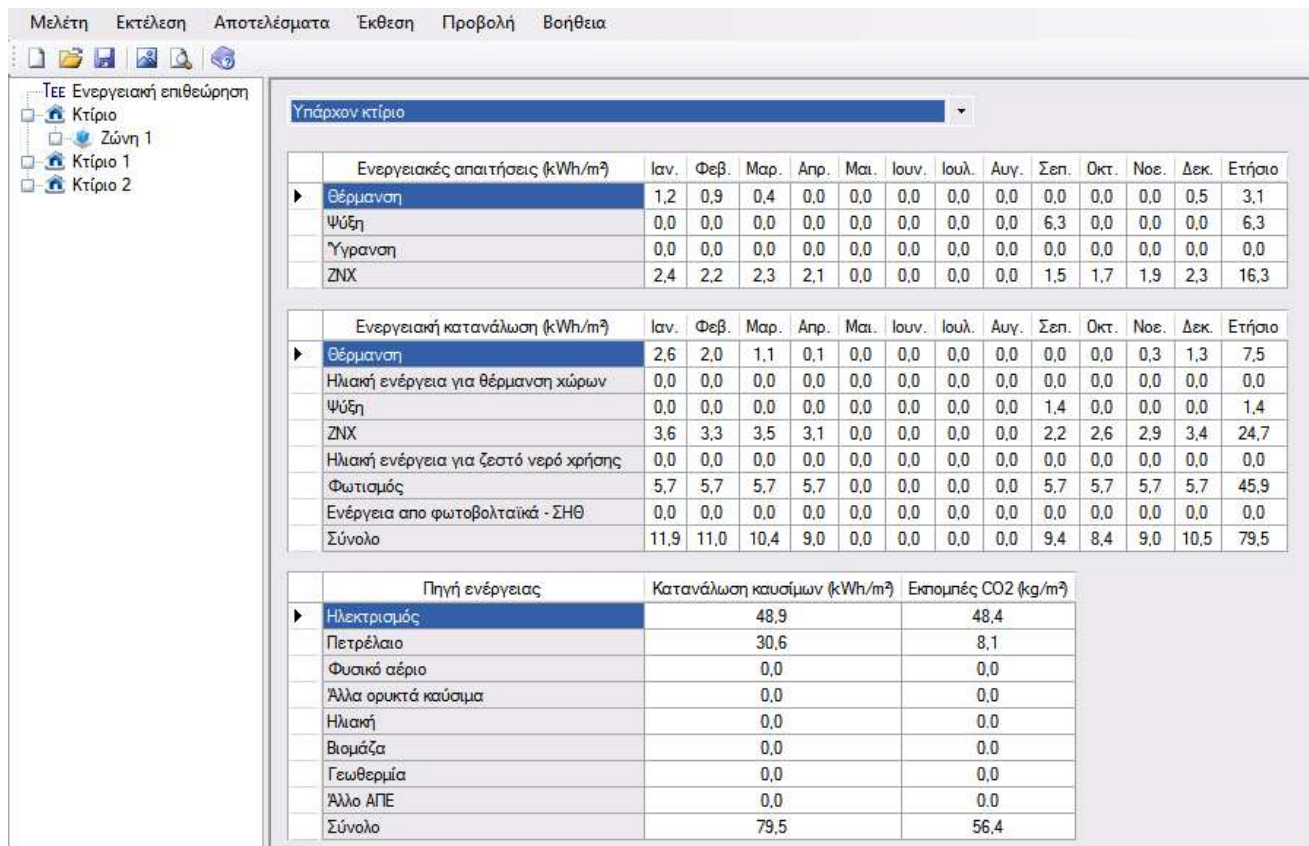 Μελέτη Εκτέλεση Αποτελέσματα Έκθεση Προβολή Βοήθεια
ΤΕΕ Ενεργειακή επιθεώρηση
Κτίριο
Ζώνη 1
Κτίριο 1
Κτίριο 2
Υπάρχον κτίριο
Ενεργειακές απαιτήσεις (kWh/m²) Ιαν. Φεβ. Μαρ. Απρ. Μαι. Ιουν. Ιουλ. Αυγ. Σεπ. Οκτ. Νοε. Δεκ. Ετήσιο
Θέρμανση 1,2 0,9 0,4 0,0 0,0 0,0 0,0 0,0 0,0 0,0 0,0 0,5 3,1
Ψύξη 0,0 0,0 0,0 0,0 0,0 0,0 0,0 0,0 6,3 0,0 0,0 0,0 6,3
Ύγρανση 0,0 0,0 0,0 0,0 0,0 0,0 0,0 0,0 0,0 0,0 0,0 0,0 0,0
ΖΝΧ 2,4 2,2 2,3 2,1 0,0 0,0 0,0 0,0 1,5 1,7 1,9 2,3 16,3
Ενεργειακή κατανάλωση (kWh/m²) Ιαν. Φεβ. Μαρ. Απρ. Μαι. Ιουν. Ιουλ. Αυγ. Σεπ. Οκτ. Νοε. Δεκ. Ετήσιο
Θέρμανση 2,6 2,0 1,1 0,1 0,0 0,0 0,0 0,0 0,0 0,0 0,3 1,3 7,5
Ηλιακή ενέργεια για θέρμανση χώρων 0,0 0,0 0,0 0,0 0,0 0,0 0,0 0,0 0,0 0,0 0,0 0,0 0,0
Ψύξη 0,0 0,0 0,0 0,0 0,0 0,0 0,0 0,0 1,4 0,0 0,0 0,0 1,4
ΖΝΧ 3,6 3,3 3,5 3,1 0,0 0,0 0,0 0,0 2,2 2,6 2,9 3,4 24,7
Ηλιακή ενέργεια για ζεστό νερό χρήσης 0,0 0,0 0,0 0,0 0,0 0,0 0,0 0,0 0,0 0,0 0,0 0,0 0,0
Φωτισμός 5,7 5,7 5,7 5,7 0,0 0,0 0,0 0,0 5,7 5,7 5,7 5,7 45,9
Ενέργεια απο φωτοβολταϊκά - ΣΗΘ 0,0 0,0 0,0 0,0 0,0 0,0 0,0 0,0 0,0 0,0 0,0 0,0 0,0
Σύνολο 11,9 11,0 10,4 9,0 0,0 0,0 0,0 0,0 9,4 8,4 9,0 10,5 79,5
Πηγή ενέργειας Κατανάλωση καυσίμων (kWh/m²) Εκπομπές CO2 (kg/m²)
Ηλεκτρισμός 48,9 48,4
Πετρέλαιο 30,6 8,1
Φυσικό αέριο 0,0 0,0
Άλλα ορυκτά καύσιμα 0,0 0,0
Ηλιακή 0,0 0.0
Βιομάζα 0,0 0.0
Γεωθερμία 0,0 0,0
Άλλο ΑΠΕ 0,0 0.0
Σύνολο 79,5 56,4